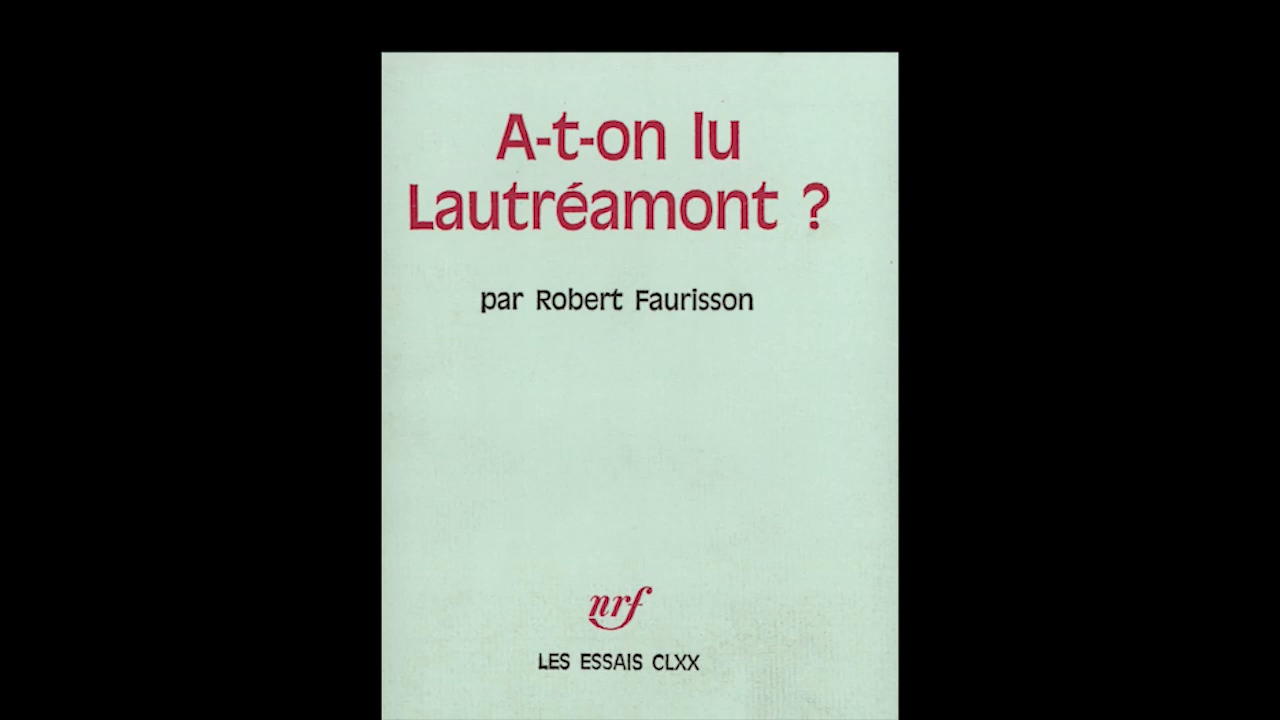 A-t-on lu
Lautréamont ?
par Robert Faurisson
nrf
LES ESSAIS CLXX